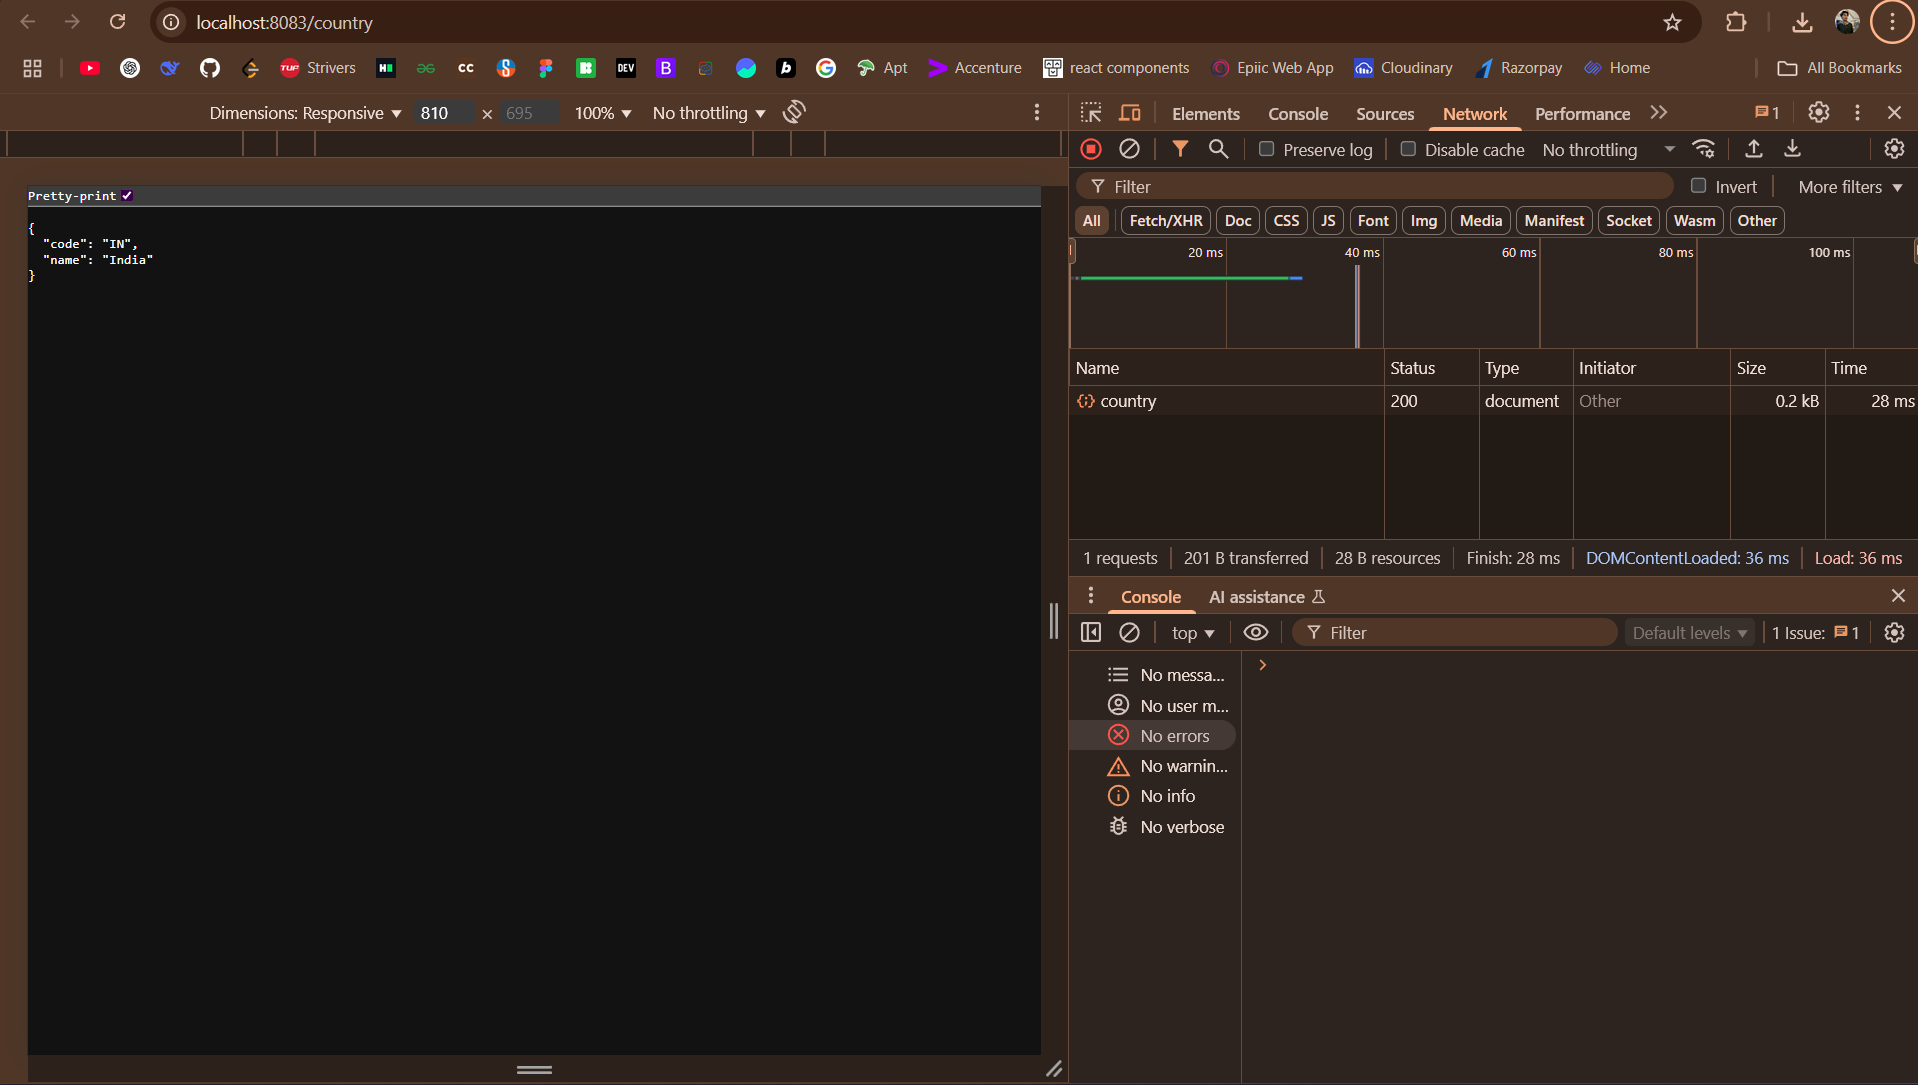 localhost:8083/country
TUF Strivers
CC
DEV
B
b
Apt
Accenture
react components
Epiic Web App
Cloudinary
Razorpay
Home
All Bookmarks
Dimensions: Responsive 810 × 695 100% No throttling
Elements Console Sources Network Performance 1
Preserve log Disable cache No throttling
Filter Invert More filters
All Fetch/XHR Doc CSS JS Font Img Media Manifest Socket Wasm Other
20 ms 40 ms 60 ms 80 ms 100 ms
Name Status Type Initiator Size Time
country 200 document Other 0.2 kB 28 ms
1 requests 201 B transferred 28 B resources Finish: 28 ms DOMContentLoaded: 36 ms Load: 36 ms
Console AI assistance
top Filter Default levels 1 Issue: 1
No messa...
No user m...
No errors
No warnin...
No info
No verbose
Pretty-print
{
"code": "IN",
"name": "India"
}